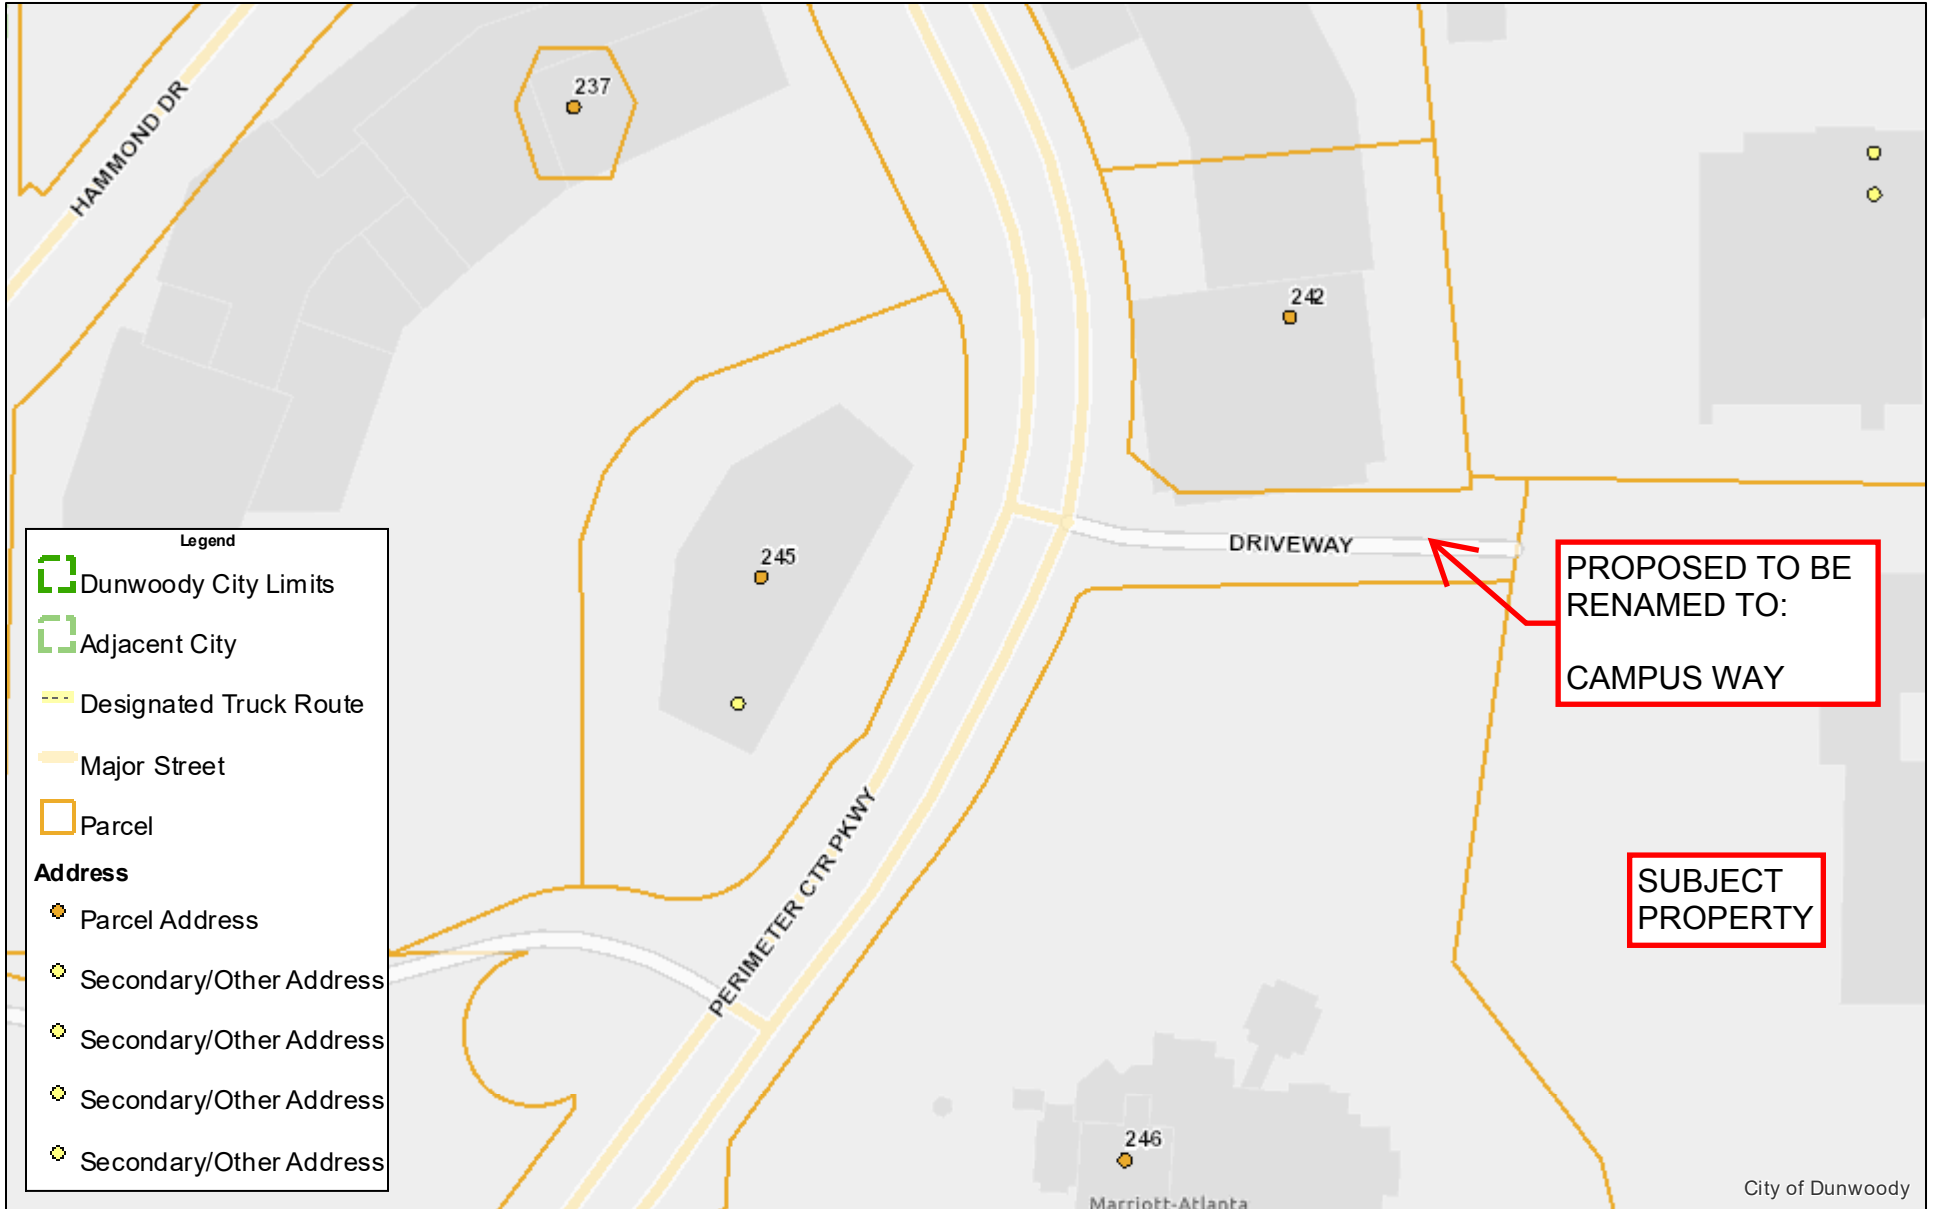 237
HAMMOND DR
242
DRIVEWAY
245
PROPOSED TO BE
RENAMED TO:
CAMPUS WAY
Legend
Dunwoody City Limits
Adjacent City
Designated Truck Route
Major Street
Parcel
Address
Parcel Address
Secondary/Other Address
Secondary/Other Address
Secondary/Other Address
Secondary/Other Address
PERIMETER CTR PKWY
SUBJECT
PROPERTY
246
Marriott-Atlanta
City of Dunwoody